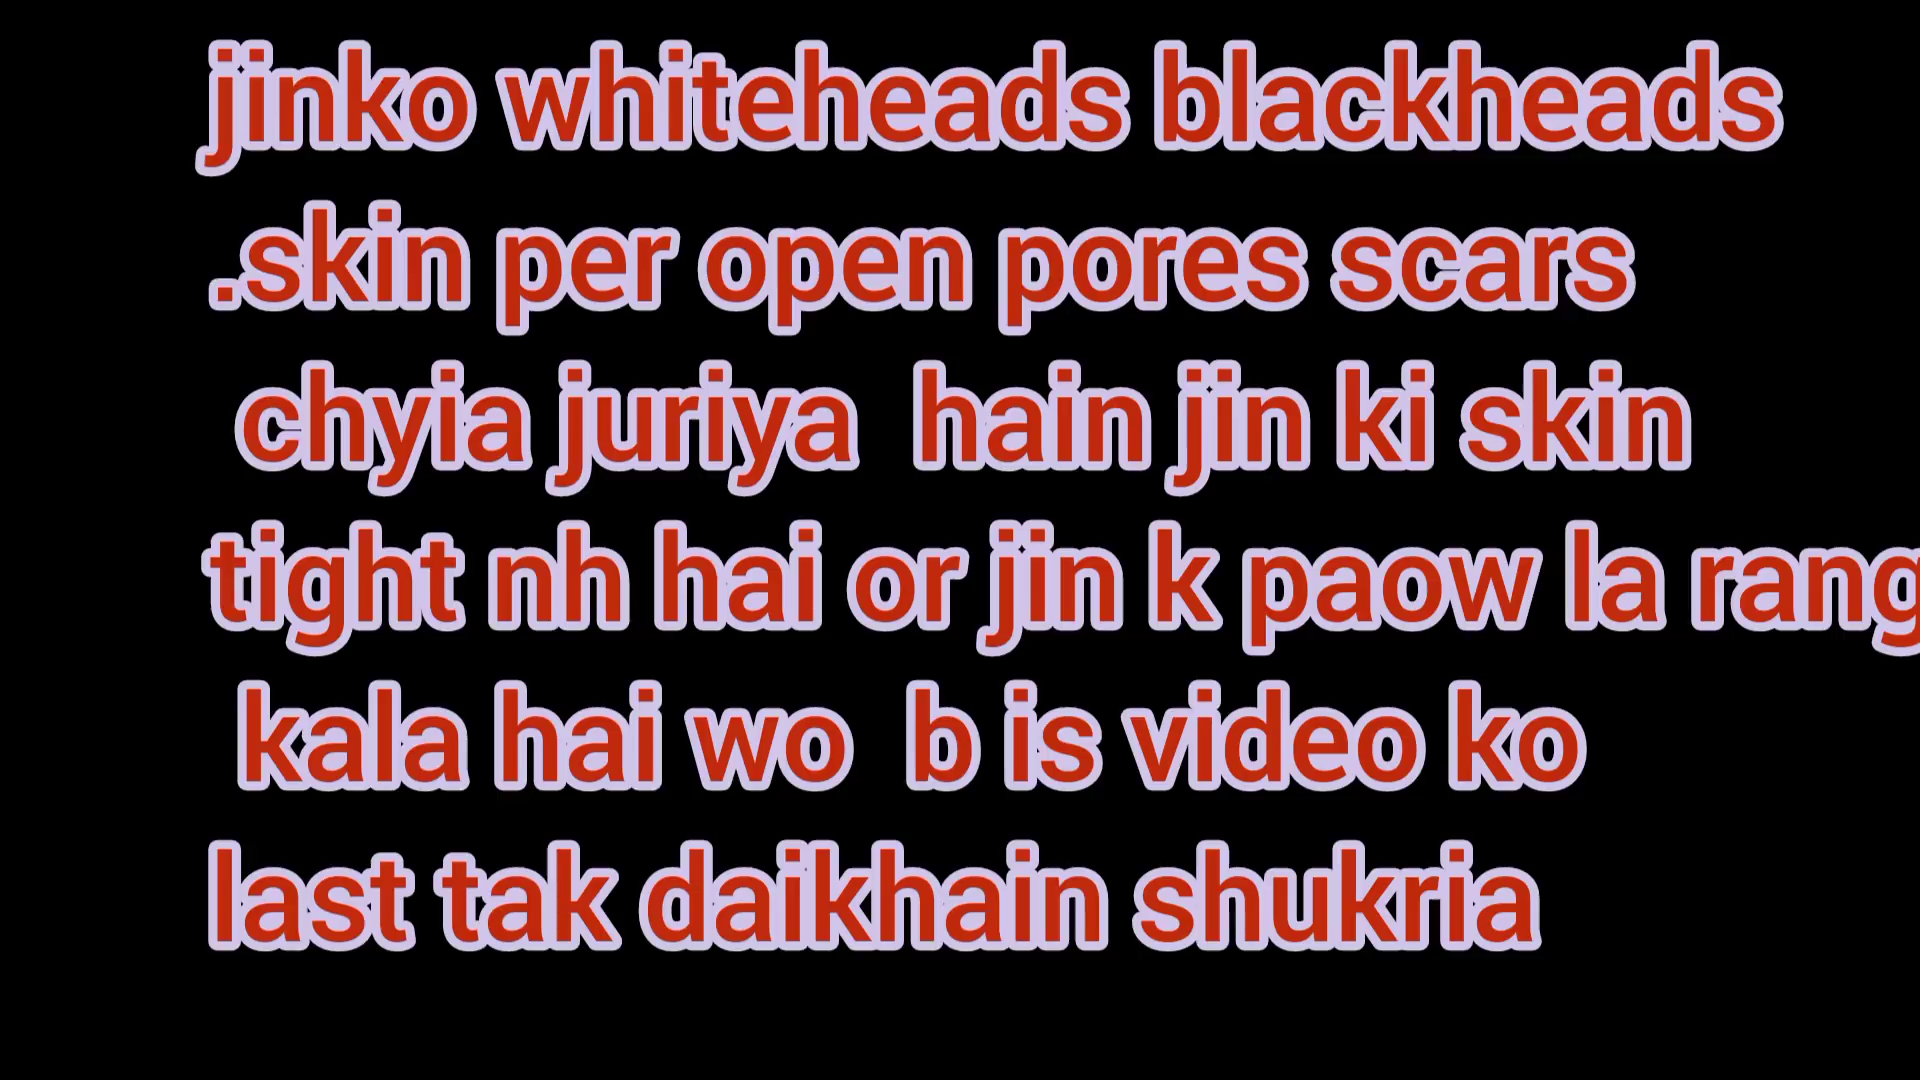 jinko whiteheads blackheads
.skin per open pores scars
chyia juriya hain jin ki skin
tight nh hai or jin k paow la rang
kala hai wo b is video ko
last tak daikhain shukria